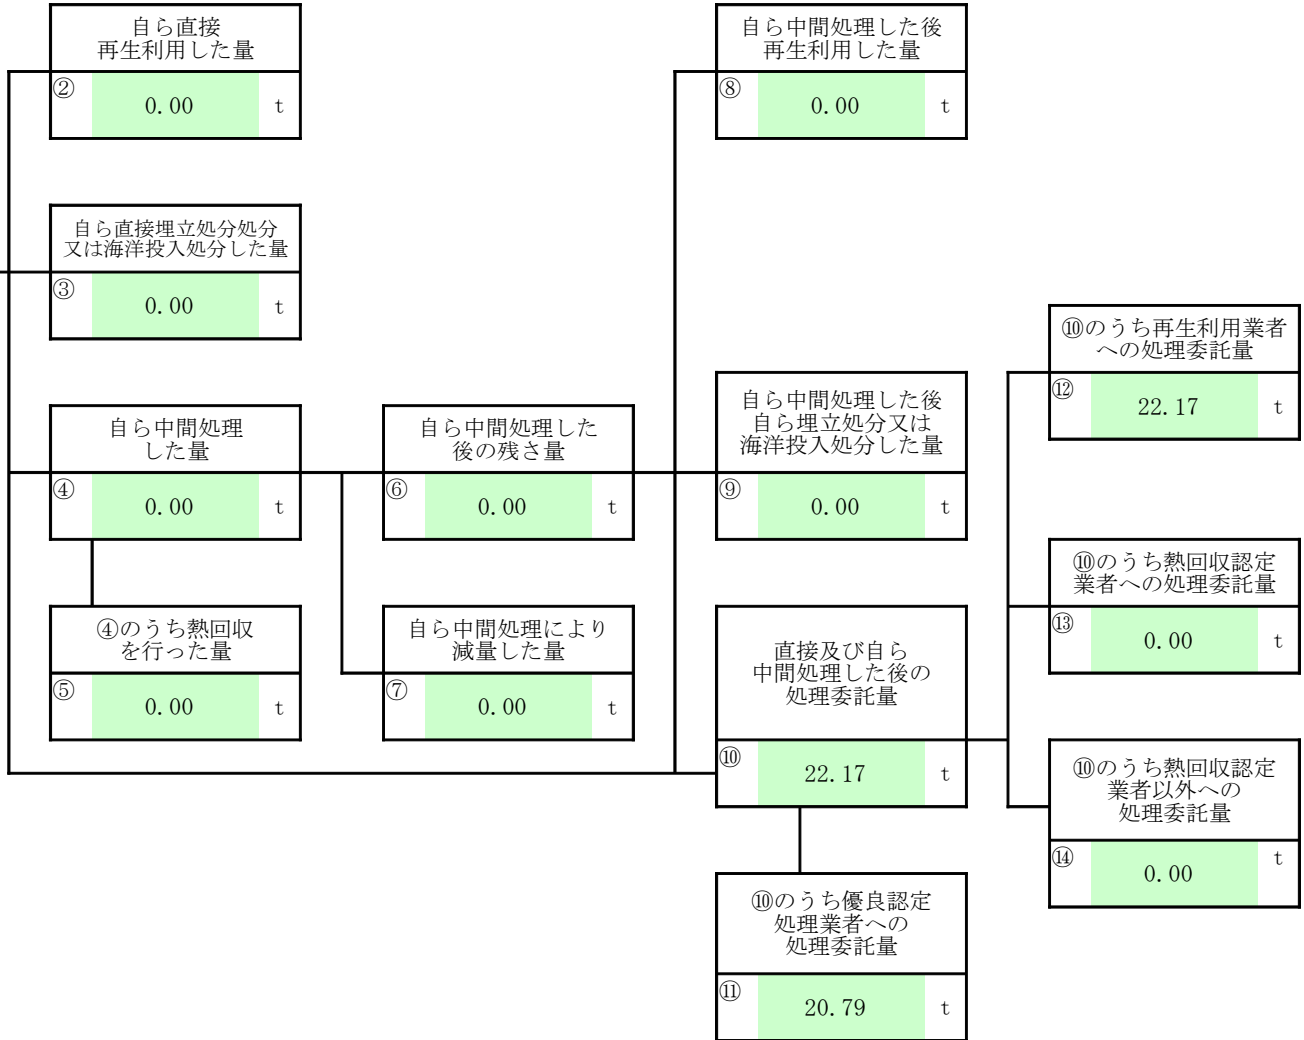 自ら直接
再生利用した量
②
0.00 t
自ら中間処理した後
再生利用した量
⑧
0.00 t
自ら直接埋立処分処分
又は海洋投入処分した量
③
0.00 t
⑩のうち再生利用業者
への処理委託量
⑫
22.17 t
自ら中間処理
した量
④
0.00 t
自ら中間処理した
後の残さ量
⑥
0.00 t
自ら中間処理した後
自ら埋立処分又は
海洋投入処分した量
⑨
0.00 t
⑩のうち熱回収認定
業者への処理委託量
⑬
0.00 t
④のうち熱回収
を行った量
⑤
0.00 t
自ら中間処理により
減量した量
⑦
0.00 t
直接及び自ら
中間処理した後の
処理委託量
⑩
22.17 t
⑩のうち熱回収認定
業者以外への
処理委託量
⑭
0.00 t
⑩のうち優良認定
処理業者への
処理委託量
⑪
20.79 t